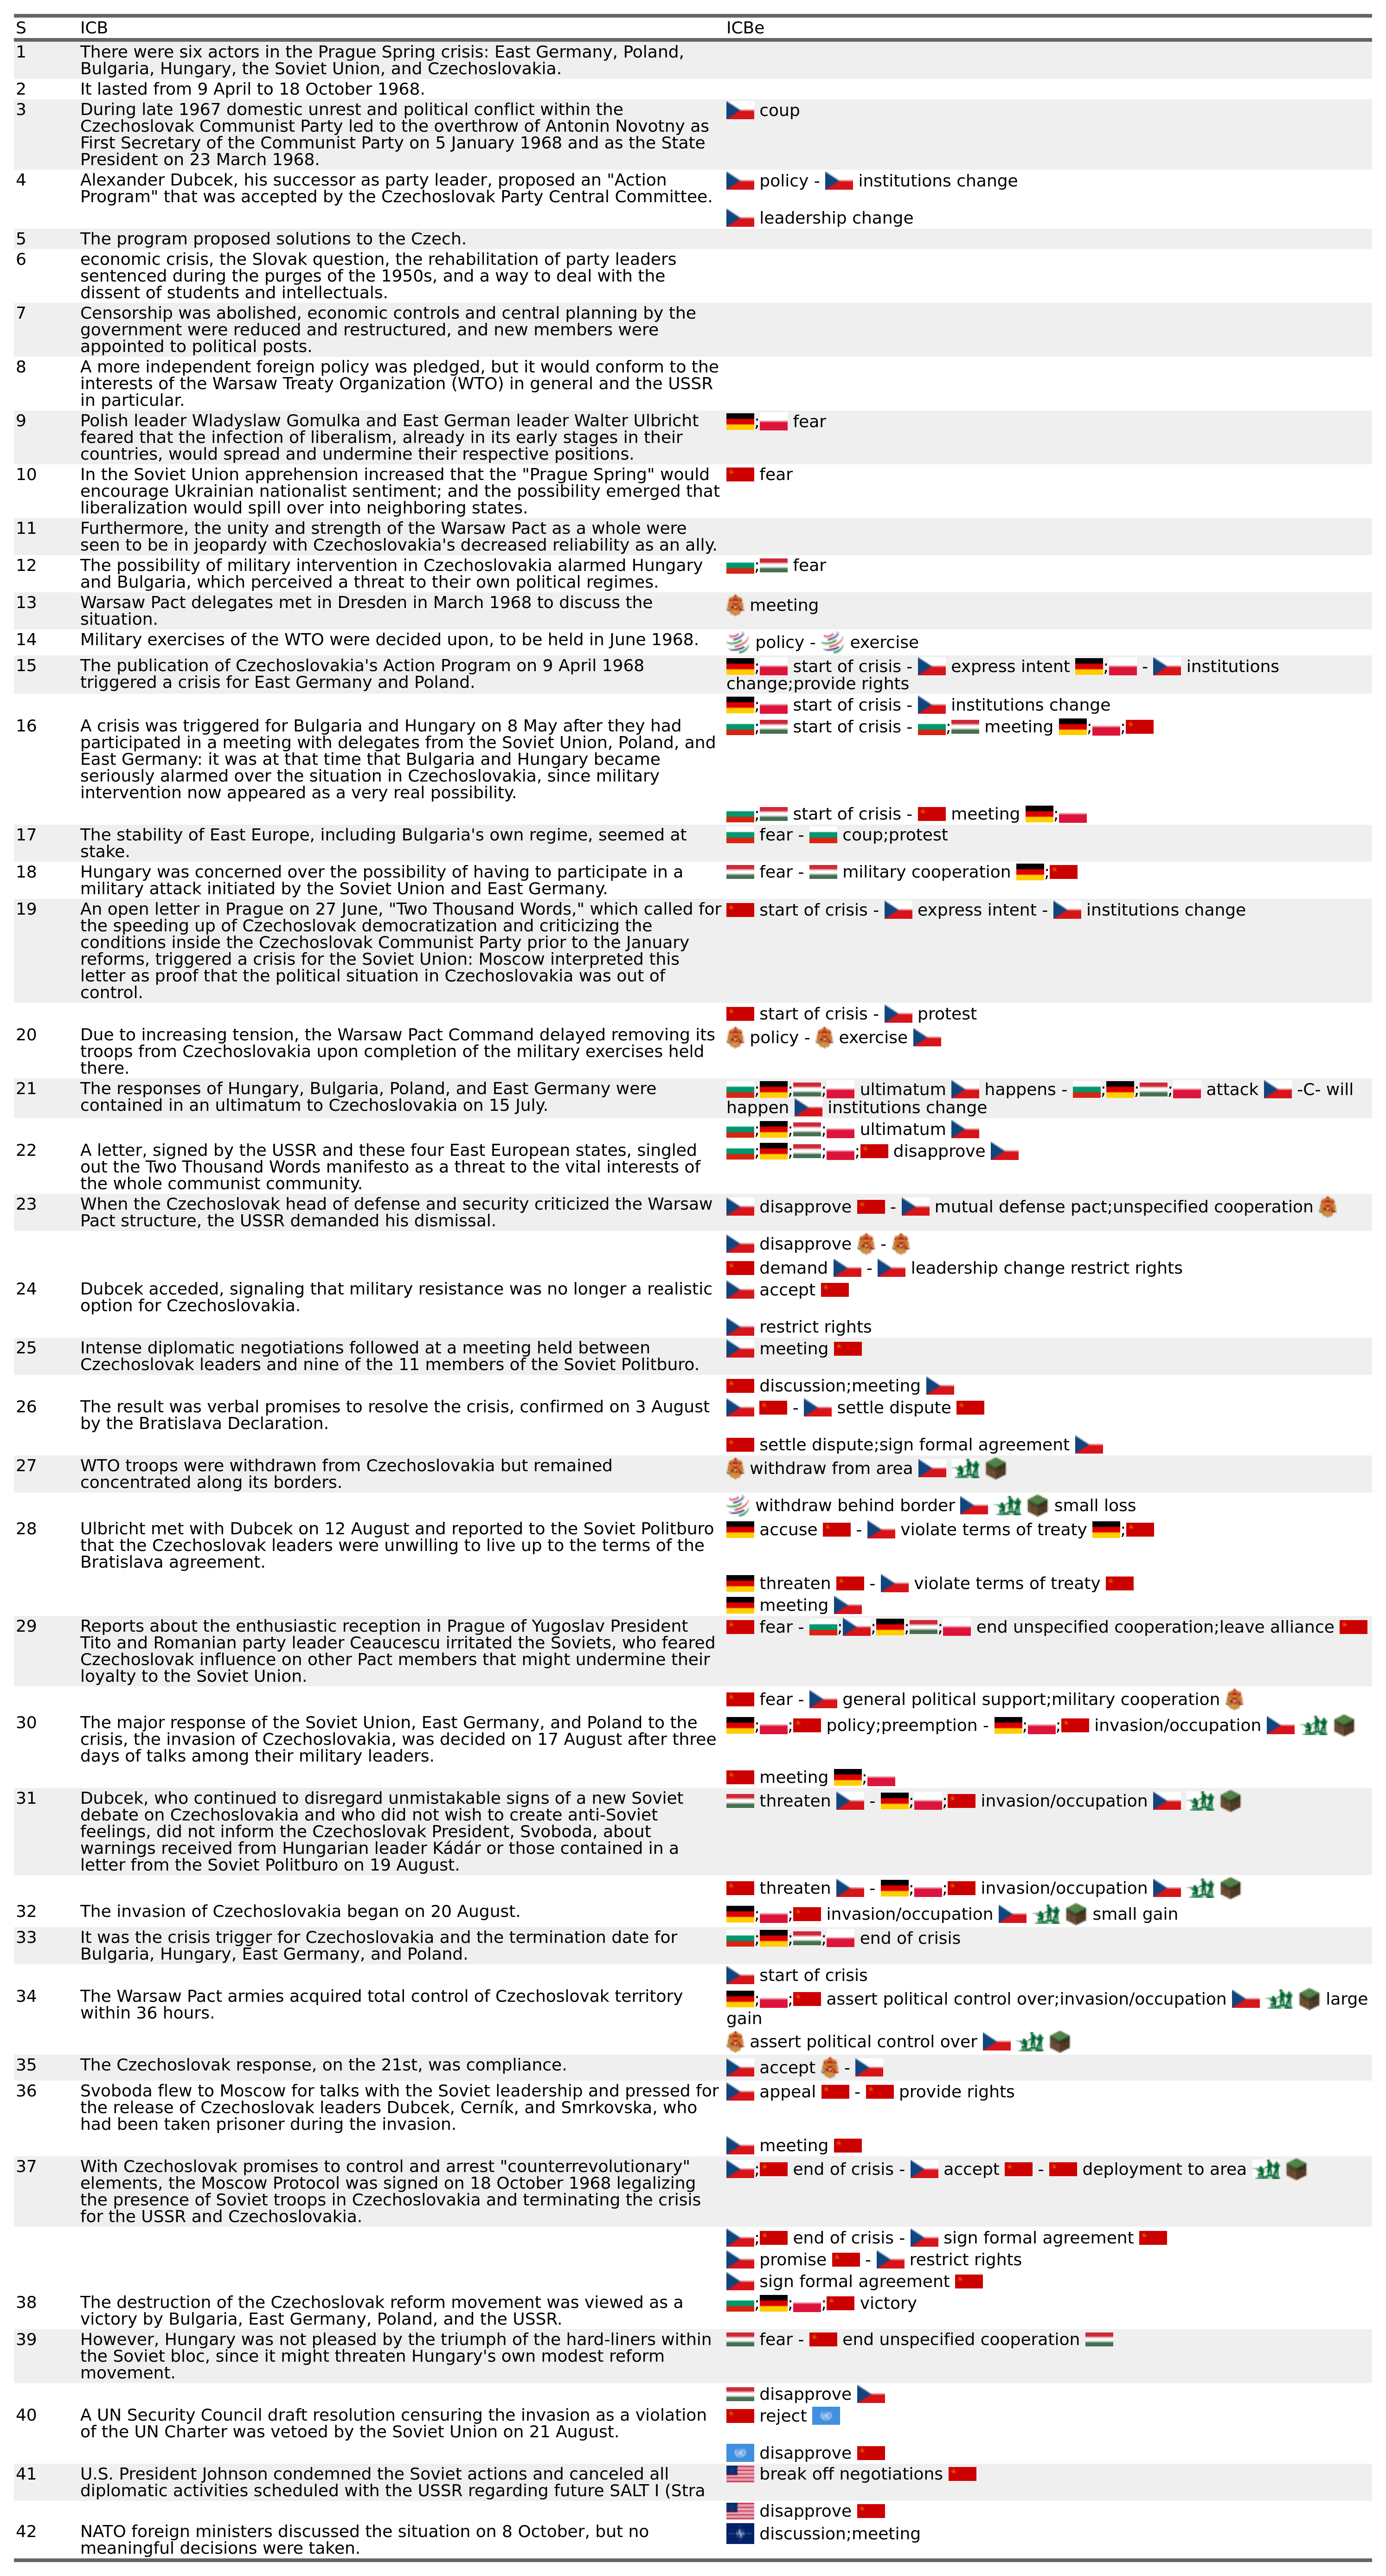 S ICB ICBe
1 There were six actors in the Prague Spring crisis: East Germany, Poland,
Bulgaria, Hungary, the Soviet Union, and Czechoslovakia.
2 It lasted from 9 April to 18 October 1968.
3 During late 1967 domestic unrest and political conflict within the coup
Czechoslovak Communist Party led to the overthrow of Antonin Novotny as
First Secretary of the Communist Party on 5 January 1968 and as the State
President on 23 March 1968.
4 Alexander Dubcek, his successor as party leader, proposed an "Action policy - institutions change
Program" that was accepted by the Czechoslovak Party Central Committee.
leadership change
5 The program proposed solutions to the Czech.
6 economic crisis, the Slovak question, the rehabilitation of party leaders
sentenced during the purges of the 1950s, and a way to deal with the
dissent of students and intellectuals.
7 Censorship was abolished, economic controls and central planning by the
government were reduced and restructured, and new members were
appointed to political posts.
8 A more independent foreign policy was pledged, but it would conform to the
interests of the Warsaw Treaty Organization (WTO) in general and the USSR
in particular.
9 Polish leader Wladyslaw Gomulka and East German leader Walter Ulbricht ; fear
feared that the infection of liberalism, already in its early stages in their
countries, would spread and undermine their respective positions.
10 In the Soviet Union apprehension increased that the "Prague Spring" would fear
encourage Ukrainian nationalist sentiment; and the possibility emerged that
liberalization would spill over into neighboring states.
11 Furthermore, the unity and strength of the Warsaw Pact as a whole were
seen to be in jeopardy with Czechoslovakia's decreased reliability as an ally.
12 The possibility of military intervention in Czechoslovakia alarmed Hungary ; fear
and Bulgaria, which perceived a threat to their own political regimes.
13 Warsaw Pact delegates met in Dresden in March 1968 to discuss the meeting
situation.
14 Military exercises of the WTO were decided upon, to be held in June 1968. policy - exercise
15 The publication of Czechoslovakia's Action Program on 9 April 1968 ; start of crisis - express intent ; - institutions
triggered a crisis for East Germany and Poland. change;provide rights
; start of crisis - institutions change
16 A crisis was triggered for Bulgaria and Hungary on 8 May after they had ; start of crisis - ; meeting ; ;
participated in a meeting with delegates from the Soviet Union, Poland, and
East Germany: it was at that time that Bulgaria and Hungary became
seriously alarmed over the situation in Czechoslovakia, since military
intervention now appeared as a very real possibility.
; start of crisis - meeting ;
17 The stability of East Europe, including Bulgaria's own regime, seemed at fear - coup;protest
stake.
18 Hungary was concerned over the possibility of having to participate in a fear - military cooperation ;
military attack initiated by the Soviet Union and East Germany.
19 An open letter in Prague on 27 June, "Two Thousand Words," which called for start of crisis - express intent - institutions change
the speeding up of Czechoslovak democratization and criticizing the
conditions inside the Czechoslovak Communist Party prior to the January
reforms, triggered a crisis for the Soviet Union: Moscow interpreted this
letter as proof that the political situation in Czechoslovakia was out of
control.
start of crisis - protest
20 Due to increasing tension, the Warsaw Pact Command delayed removing its policy - exercise
troops from Czechoslovakia upon completion of the military exercises held
there.
21 The responses of Hungary, Bulgaria, Poland, and East Germany were ; ; ; ultimatum happens - ; ; ; attack -C- will
contained in an ultimatum to Czechoslovakia on 15 July. happen institutions change
; ; ; ultimatum
22 A letter, signed by the USSR and these four East European states, singled ; ; ; ; disapprove
out the Two Thousand Words manifesto as a threat to the vital interests of
the whole communist community.
23 When the Czechoslovak head of defense and security criticized the Warsaw disapprove - mutual defense pact;unspecified cooperation
Pact structure, the USSR demanded his dismissal.
disapprove -
demand - leadership change restrict rights
24 Dubcek acceded, signaling that military resistance was no longer a realistic accept
option for Czechoslovakia.
restrict rights
25 Intense diplomatic negotiations followed at a meeting held between meeting
Czechoslovak leaders and nine of the 11 members of the Soviet Politburo.
discussion;meeting
26 The result was verbal promises to resolve the crisis, confirmed on 3 August - settle dispute
by the Bratislava Declaration.
settle dispute;sign formal agreement
27 WTO troops were withdrawn from Czechoslovakia but remained withdraw from area
concentrated along its borders.
withdraw behind border small loss
28 Ulbricht met with Dubcek on 12 August and reported to the Soviet Politburo accuse - violate terms of treaty ;
that the Czechoslovak leaders were unwilling to live up to the terms of the
Bratislava agreement.
threaten - violate terms of treaty
meeting
29 Reports about the enthusiastic reception in Prague of Yugoslav President fear - ; ; ; ; end unspecified cooperation;leave alliance
Tito and Romanian party leader Ceaucescu irritated the Soviets, who feared
Czechoslovak influence on other Pact members that might undermine their
loyalty to the Soviet Union.
fear - general political support;military cooperation
30 The major response of the Soviet Union, East Germany, and Poland to the ; ; policy;preemption - ; ; invasion/occupation
crisis, the invasion of Czechoslovakia, was decided on 17 August after three
days of talks among their military leaders.
meeting ;
31 Dubcek, who continued to disregard unmistakable signs of a new Soviet threaten - ; ; invasion/occupation
debate on Czechoslovakia and who did not wish to create anti-Soviet
feelings, did not inform the Czechoslovak President, Svoboda, about
warnings received from Hungarian leader Kádár or those contained in a
letter from the Soviet Politburo on 19 August.
threaten - ; ; invasion/occupation
32 The invasion of Czechoslovakia began on 20 August. ; ; invasion/occupation small gain
33 It was the crisis trigger for Czechoslovakia and the termination date for ; ; ; end of crisis
Bulgaria, Hungary, East Germany, and Poland.
start of crisis
34 The Warsaw Pact armies acquired total control of Czechoslovak territory ; ; assert political control over;invasion/occupation large
within 36 hours. gain
assert political control over
35 The Czechoslovak response, on the 21st, was compliance. accept -
36 Svoboda flew to Moscow for talks with the Soviet leadership and pressed for appeal - provide rights
the release of Czechoslovak leaders Dubcek, Cerník, and Smrkovska, who
had been taken prisoner during the invasion.
meeting
37 With Czechoslovak promises to control and arrest "counterrevolutionary" ; end of crisis - accept - deployment to area
elements, the Moscow Protocol was signed on 18 October 1968 legalizing
the presence of Soviet troops in Czechoslovakia and terminating the crisis
for the USSR and Czechoslovakia.
; end of crisis - sign formal agreement
promise - restrict rights
sign formal agreement
38 The destruction of the Czechoslovak reform movement was viewed as a ; ; ; victory
victory by Bulgaria, East Germany, Poland, and the USSR.
39 However, Hungary was not pleased by the triumph of the hard-liners within fear - end unspecified cooperation
the Soviet bloc, since it might threaten Hungary's own modest reform
movement.
disapprove
40 A UN Security Council draft resolution censuring the invasion as a violation reject
of the UN Charter was vetoed by the Soviet Union on 21 August.
disapprove
41 U.S. President Johnson condemned the Soviet actions and canceled all break off negotiations
diplomatic activities scheduled with the USSR regarding future SALT I (Stra
disapprove
42 NATO foreign ministers discussed the situation on 8 October, but no discussion;meeting
meaningful decisions were taken.